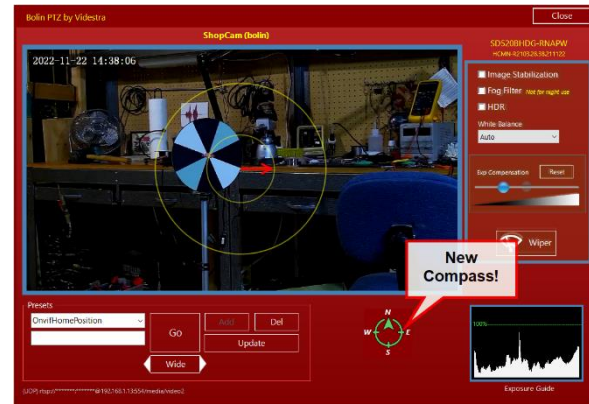 Bolin PTZ by Videstra
Close
ShopCam (bolin)
SD520BHDG-RNAPW
2022-11-22 14:38:06
Image Stabilization
Fog Filter Not for night use
HDR
White Balance
Auto
Exp Compensation
Reset
Wiper
New
Compass!
Presets
OnvifHomePosition
Go
Add
Del
Update
Wide
N
W
E
S
100%
Exposure Guide